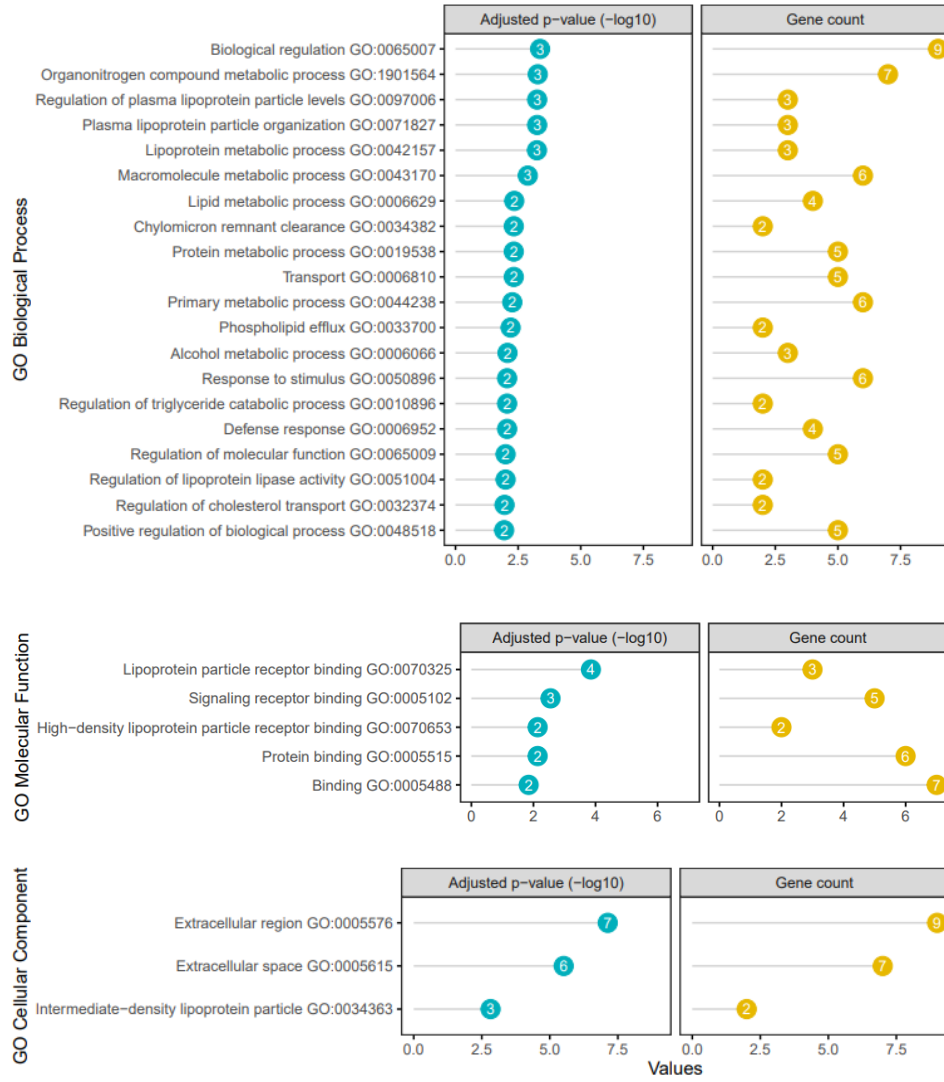 Adjusted p-value (−log10) Gene count
GO Biological Process
Biological regulation GO:0065007 3 9
Organonitrogen compound metabolic process GO:1901564 3 7
Regulation of plasma lipoprotein particle levels GO:0097006 3 3
Plasma lipoprotein particle organization GO:0071827 3 3
Lipoprotein metabolic process GO:0042157 3 3
Macromolecule metabolic process GO:0043170 3 6
Lipid metabolic process GO:0006629 2 4
Chylomicron remnant clearance GO:0034382 2 2
Protein metabolic process GO:0019538 2 5
Transport GO:0006810 2 5
Primary metabolic process GO:0044238 2 6
Phospholipid efflux GO:0033700 2 2
Alcohol metabolic process GO:0006066 2 3
Response to stimulus GO:0050896 2 6
Regulation of triglyceride catabolic process GO:0010896 2 2
Defense response GO:0006952 2 4
Regulation of molecular function GO:0065009 2 5
Regulation of lipoprotein lipase activity GO:0051004 2 2
Regulation of cholesterol transport GO:0032374 2 2
Positive regulation of biological process GO:0048518 2 5
0.0 2.5 5.0 7.5 0.0 2.5 5.0 7.5
Adjusted p-value (−log10) Gene count
GO Molecular Function
Lipoprotein particle receptor binding GO:0070325 4 3
Signaling receptor binding GO:0005102 3 5
High−density lipoprotein particle receptor binding GO:0070653 2 2
Protein binding GO:0005515 2 6
Binding GO:0005488 2 7
0 2 4 6 0 2 4 6
Adjusted p−value (−log10) Gene count
GO Cellular Component
Extracellular region GO:0005576 7 9
Extracellular space GO:0005615 6 7
Intermediate−density lipoprotein particle GO:0034363 3 2
0.0 2.5 5.0 7.5 0.0 2.5 5.0 7.5
Values